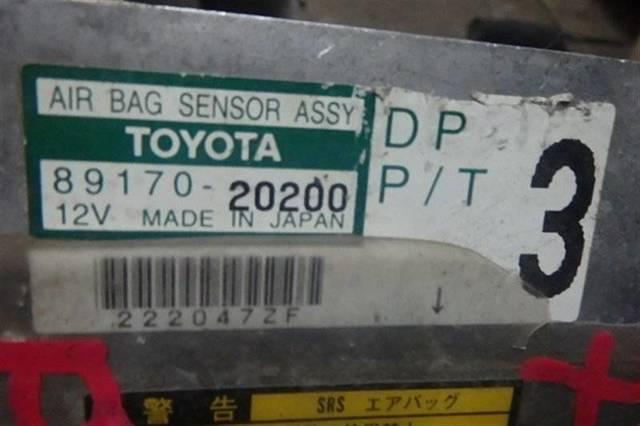 AIR BAG SENSOR ASSY
TOYOTA
89170-20200
12V MADE IN JAPAN
DP
P/T
3
222047ZF
↓
警告 SRS エアバッグ